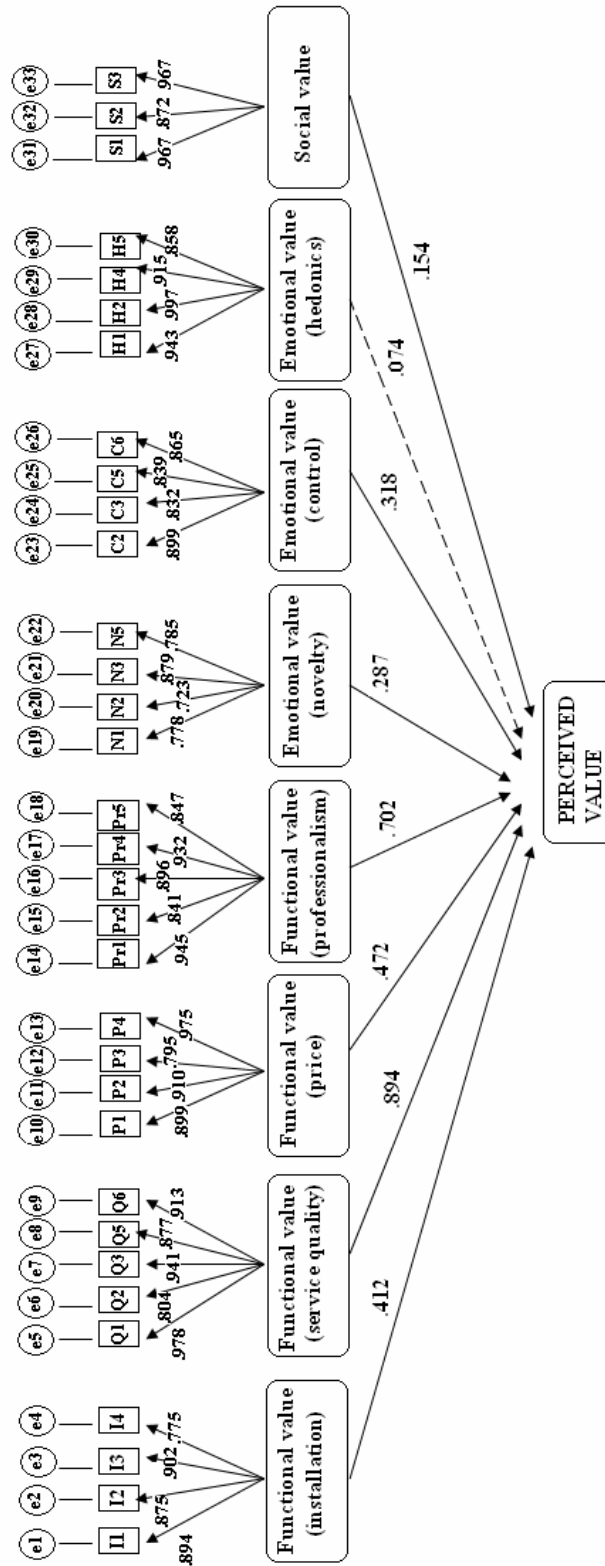 e1
e2
e3
e4
e5
e6
e7
e8
e9
e10
e11
e12
e13
e14
e15
e16
e17
e18
e19
e20
e21
e22
e23
e24
e25
e26
e27
e28
e29
e30
e31
e32
e33
I1
I2
I3
I4
Q1
Q2
Q3
Q5
Q6
P1
P2
P3
P4
Pr1
Pr2
Pr3
Pr4
Pr5
N1
N2
N3
N5
C2
C3
C5
C6
H1
H2
H4
H5
S1
S2
S3
.894
.875
.902
.775
.978
.804
.941
.877
.913
.899
.910
.795
.975
.945
.841
.896
.932
.847
.778
.723
.879
.785
.899
.832
.839
.865
.943
.997
.915
.858
.967
.872
.967
Functional value
(installation)
Functional value
(service quality)
Functional value
(price)
Functional value
(professionalism)
Emotional value
(novelty)
Emotional value
(control)
Emotional value
(hedonics)
Social value
.412
.894
.472
.702
.287
.318
.074
.154
PERCEIVED
VALUE